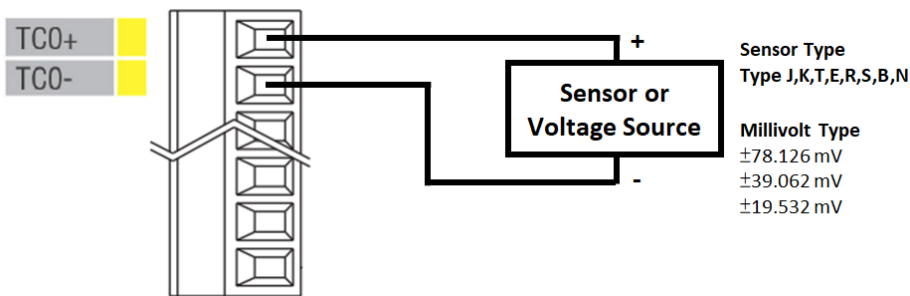 TC0+
TC0-
+
Sensor or
Voltage Source
-
Sensor Type
Type J,K,T,E,R,S,B,N
Millivolt Type
±78.126 mV
±39.062 mV
±19.532 mV